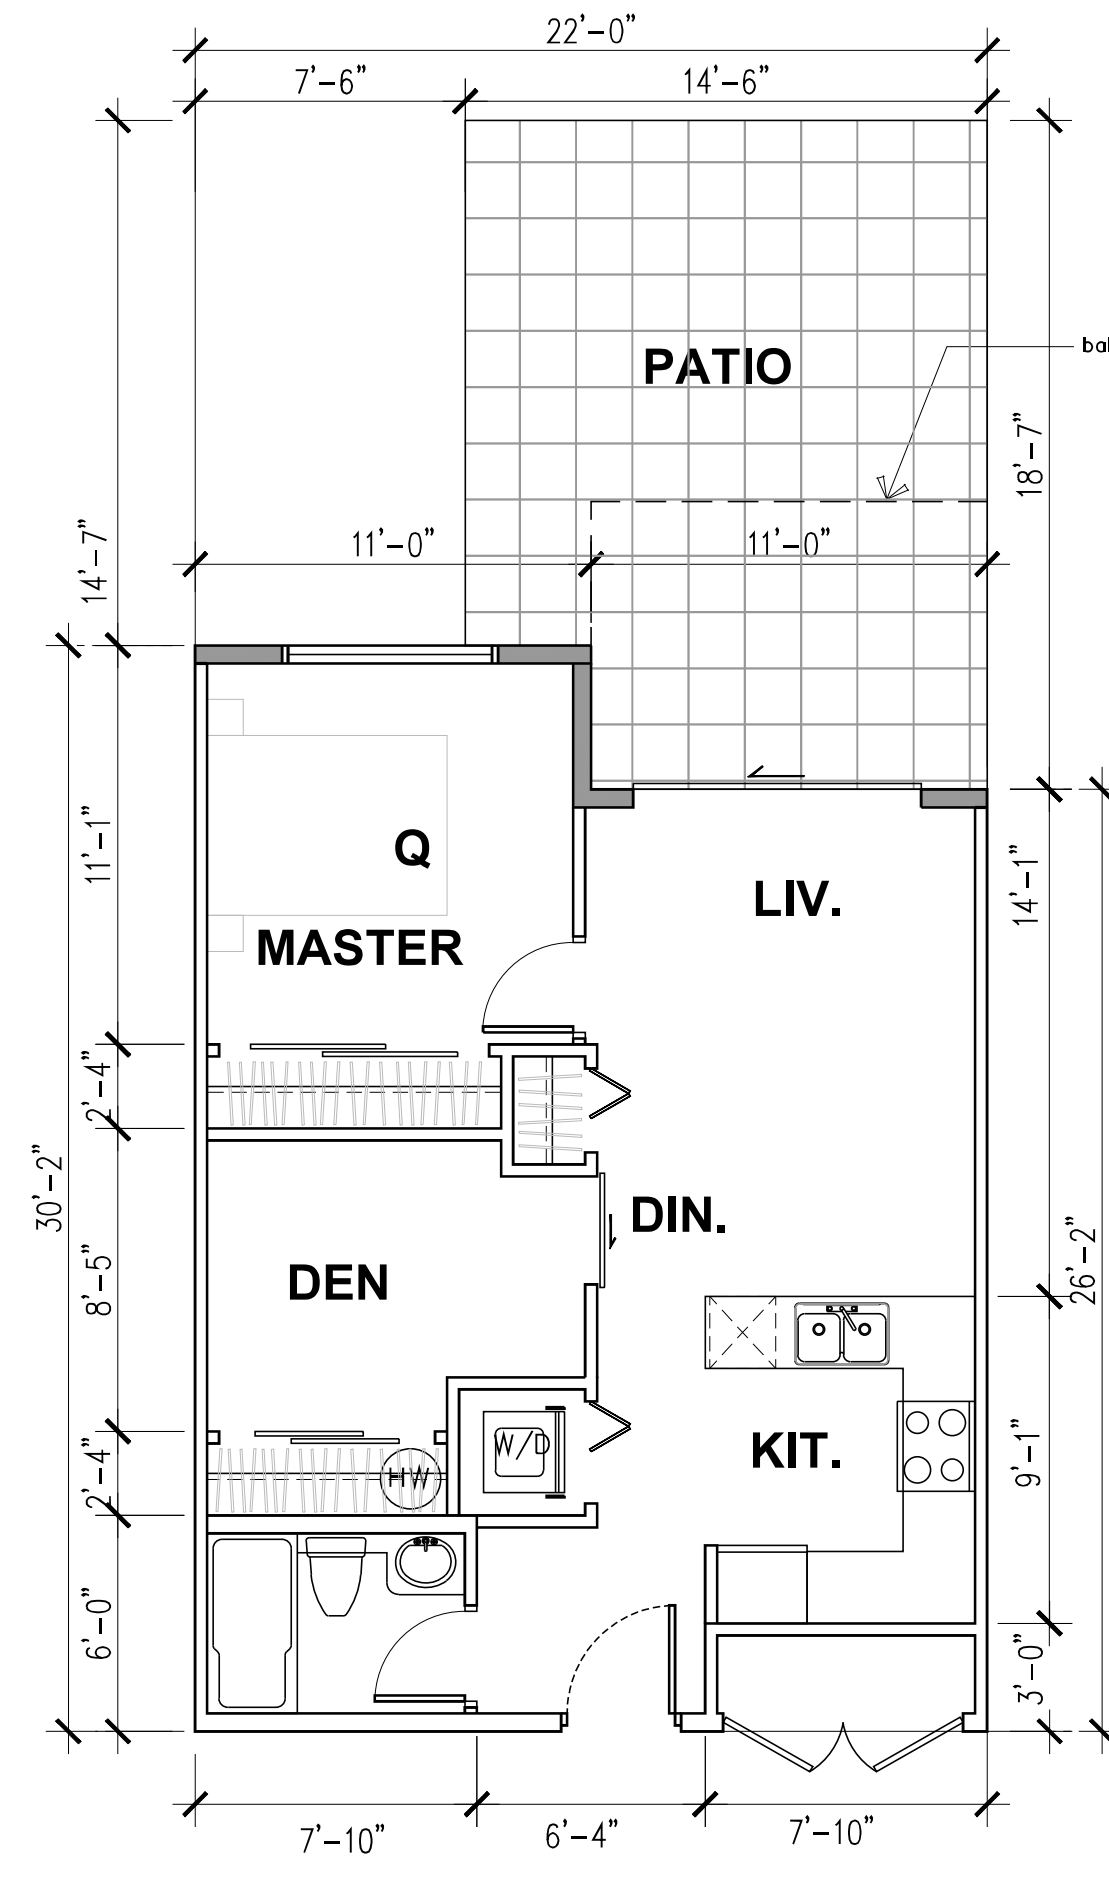 22’-0”
7’-6”
14’-6”
PATIO
18’-7”
11’-0”
11’-0”
14’-7”
11’-1”
Q
LIV.
14’-1”
MASTER
2’-4”
30’-2”
DIN.
DEN
8’-5”
26’-2”
W/D
KIT.
9’-1”
HW
2’-4”
6’-0”
3’-0”
7’-10”
6’-4”
7’-10”